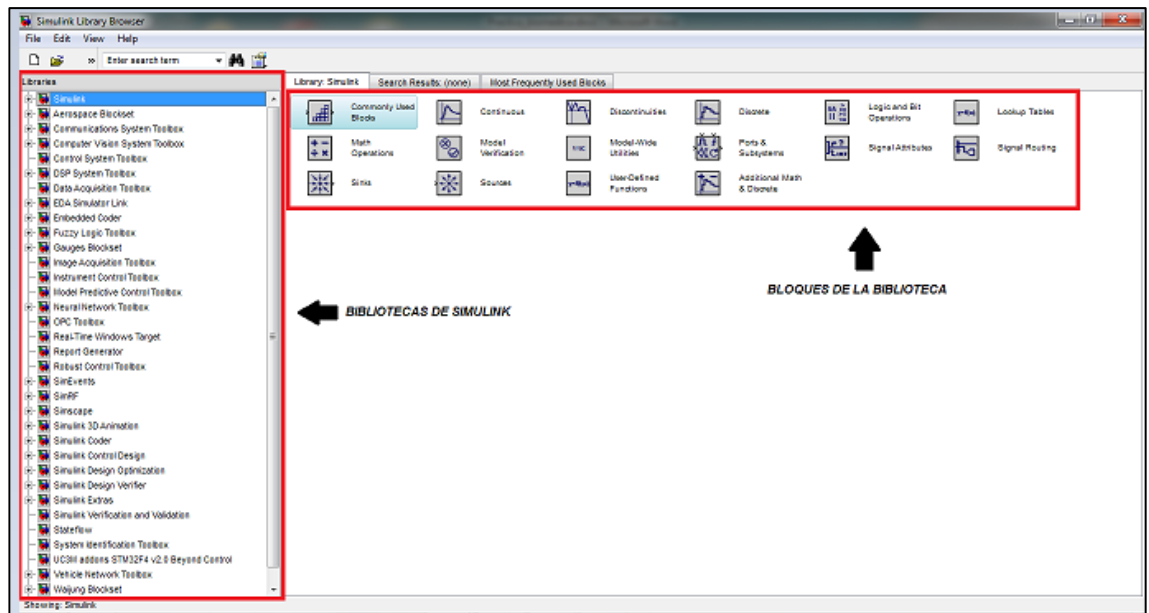 Simulink Library Browser
File Edit View Help
» Enter search term
Libraries
Library: Simulink Search Results: (none) Most Frequently Used Blocks
Simulink
Aerospace Blockset
Communications System Toolbox
Computer Vision System Toolbox
Control System Toolbox
DSP System Toolbox
Data Acquisition Toolbox
EDA Simulator Link
Embedded Coder
Fuzzy Logic Toolbox
Gauges Blockset
Image Acquisition Toolbox
Instrument Control Toolbox
Model Predictive Control Toolbox
Neural Network Toolbox
OPC Toolbox
Real-Time Windows Target
Report Generator
Robust Control Toolbox
SimEvents
SimRF
Simscape
Simulink 3D Animation
Simulink Coder
Simulink Control Design
Simulink Design Optimization
Simulink Design Verifier
Simulink Extras
Simulink Verification and Validation
Stateflow
System Identification Toolbox
UC3M addons STM32F4 v2.0 Beyond Control
Vehicle Network Toolbox
Waijung Blockset
Commonly Used
Blocks
Continuous
Discontinuities
Discrete
Logic and Bit
Operations
Lookup Tables
Math
Operations
Model
Verification
Model-Wide
Utilities
Ports &
Subsystems
Signal Attributes
Signal Routing
Sinks
Sources
User-Defined
Functions
Additional Math
& Discrete
BLOQUES DE LA BIBLIOTECA
BIBLIOTECAS DE SIMULINK
Showing: Simulink